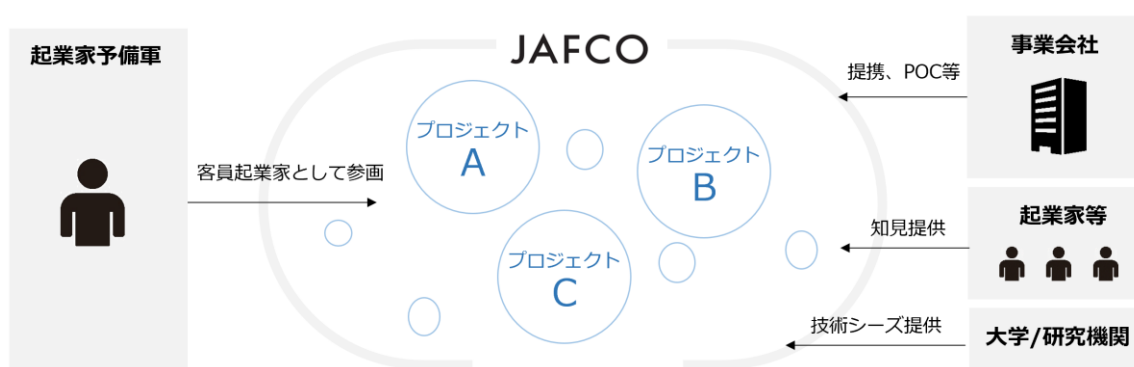 起業家予備軍
客員起業家として参画
JAFCO
プロジェクト
A
プロジェクト
B
プロジェクト
C
事業会社
提携、POC等
起業家等
知見提供
大学/研究機関
技術シーズ提供